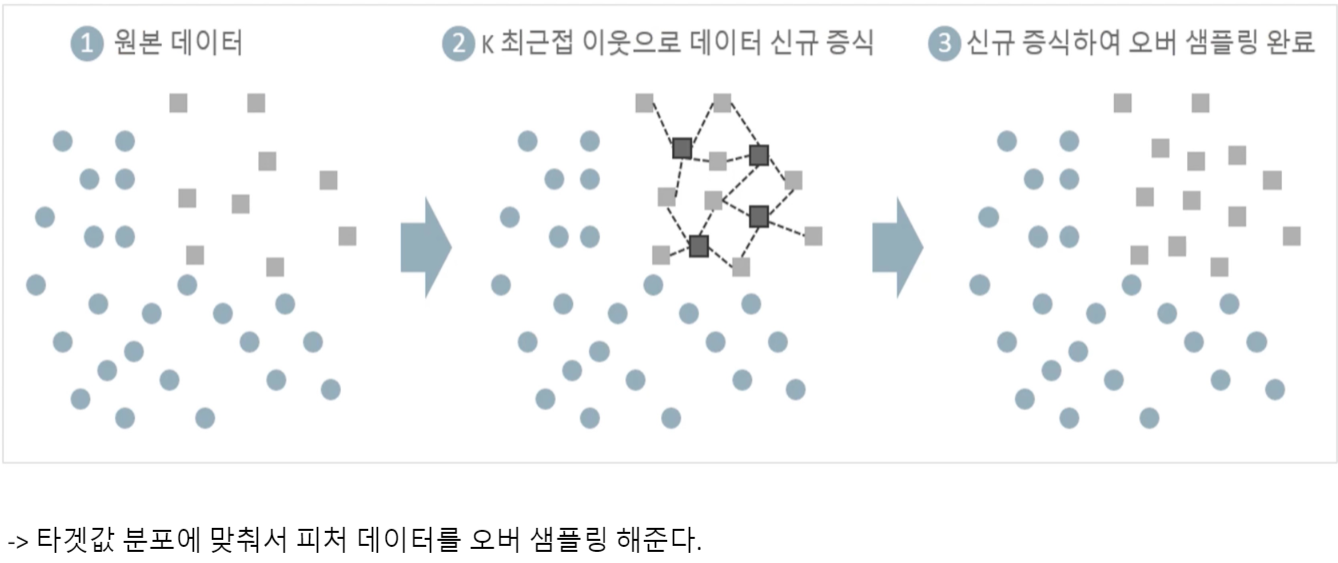 1 원본 데이터
2 K 최근접 이웃으로 데이터 신규 증식
3 신규 증식하여 오버 샘플링 완료
-> 타겟값 분포에 맞춰서 피처 데이터를 오버 샘플링 해준다.